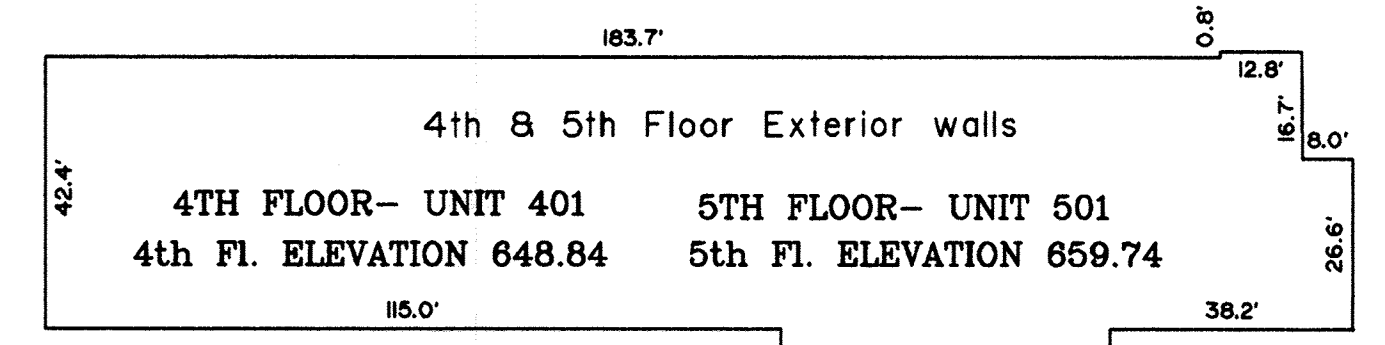 183.7'
0.8'
12.8'
4th & 5th Floor Exterior walls
16.7'
8.0'
42.4'
4TH FLOOR– UNIT 401
5TH FLOOR– UNIT 501
4th Fl. ELEVATION 648.84
5th Fl. ELEVATION 659.74
26.6'
115.0'
38.2'